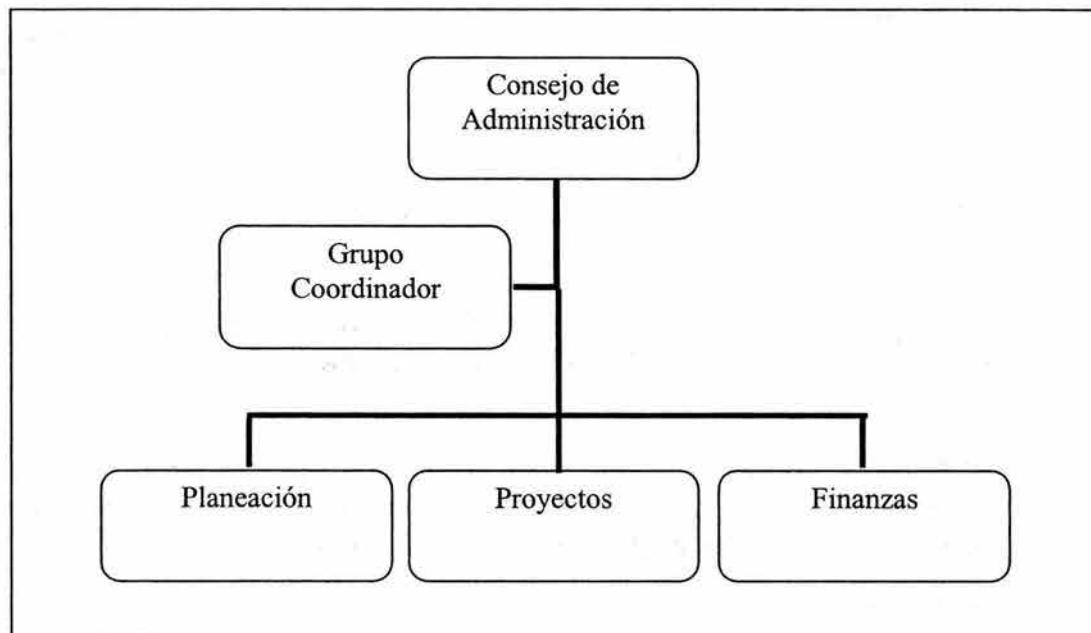 Consejo de
Administración
Grupo
Coordinador
Planeación
Proyectos
Finanzas